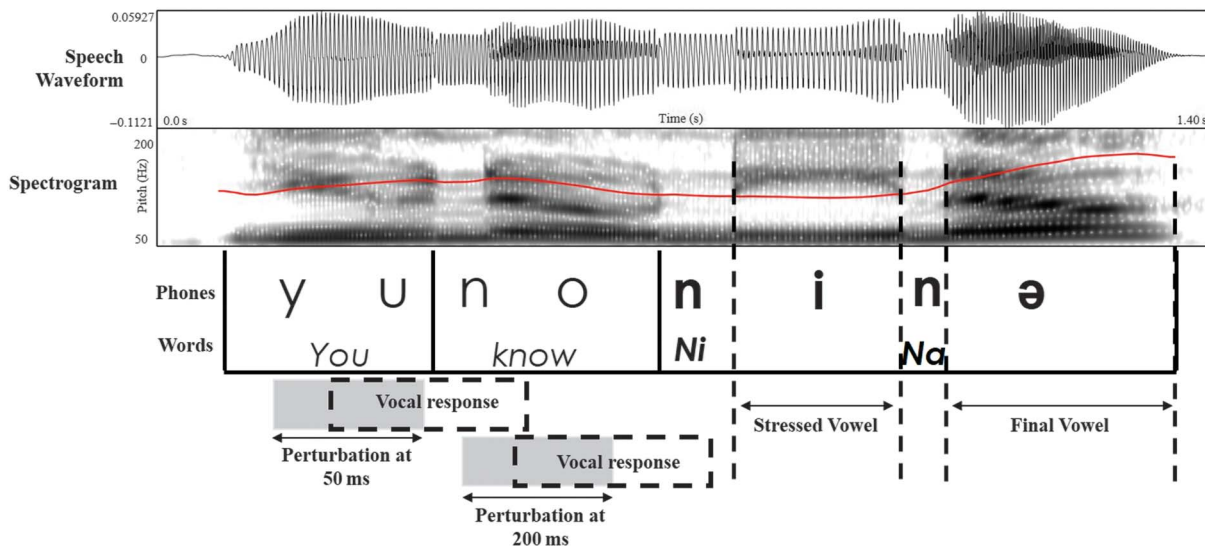 0.05927
0
Speech
Waveform
–0.1121
0.0 s
Time (s)
1.40 s
200
Spectrogram
Pitch (Hz)
50
Phones
y u n o n i n ə
Words
You know Ni Na
Vocal response
Stressed Vowel
Final Vowel
Perturbation at
50 ms
Vocal response
Perturbation at
200 ms